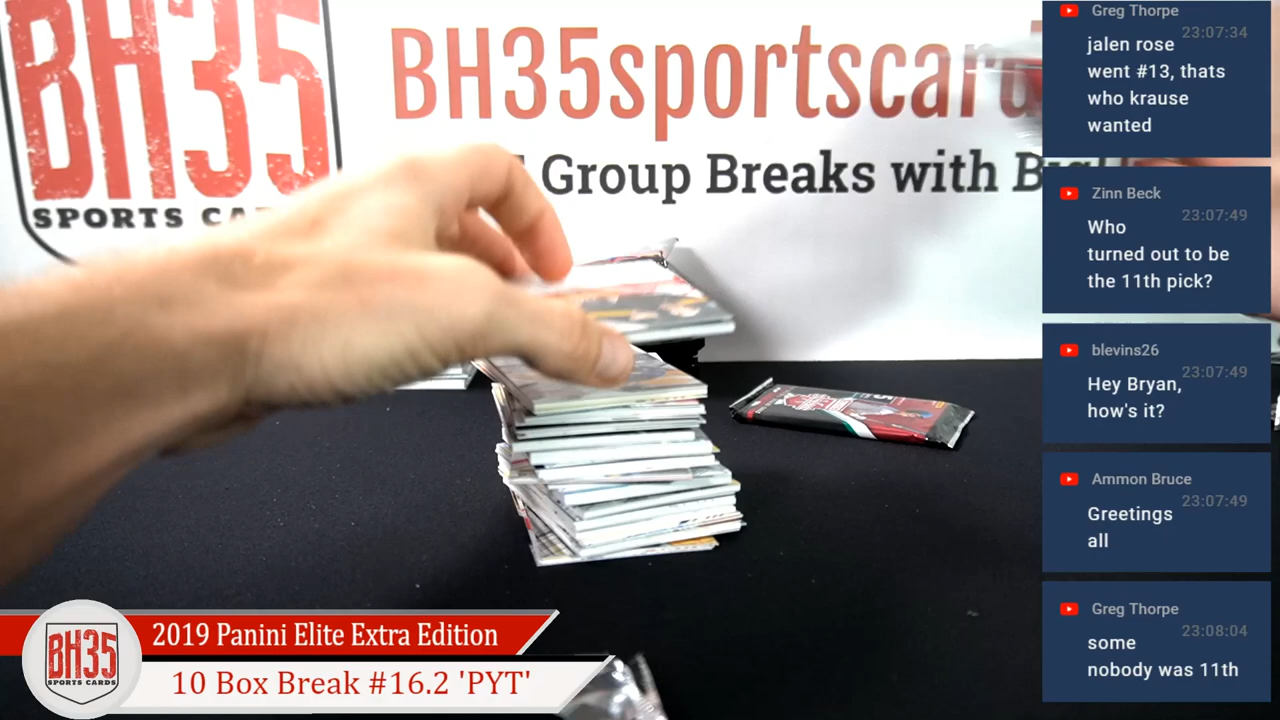 BH35
SPORTS CA
BH35sportscar
Group Breaks with B
Greg Thorpe
23:07:34
jalen rose
went #13, thats
who krause
wanted
Zinn Beck
23:07:49
Who
turned out to be
the 11th pick?
blevins26
23:07:49
Hey Bryan,
how's it?
Ammon Bruce
23:07:49
Greetings
all
Greg Thorpe
23:08:04
some
nobody was 11th
BH35
SPORTS CARDS
2019 Panini Elite Extra Edition
10 Box Break #16.2 'PYT'